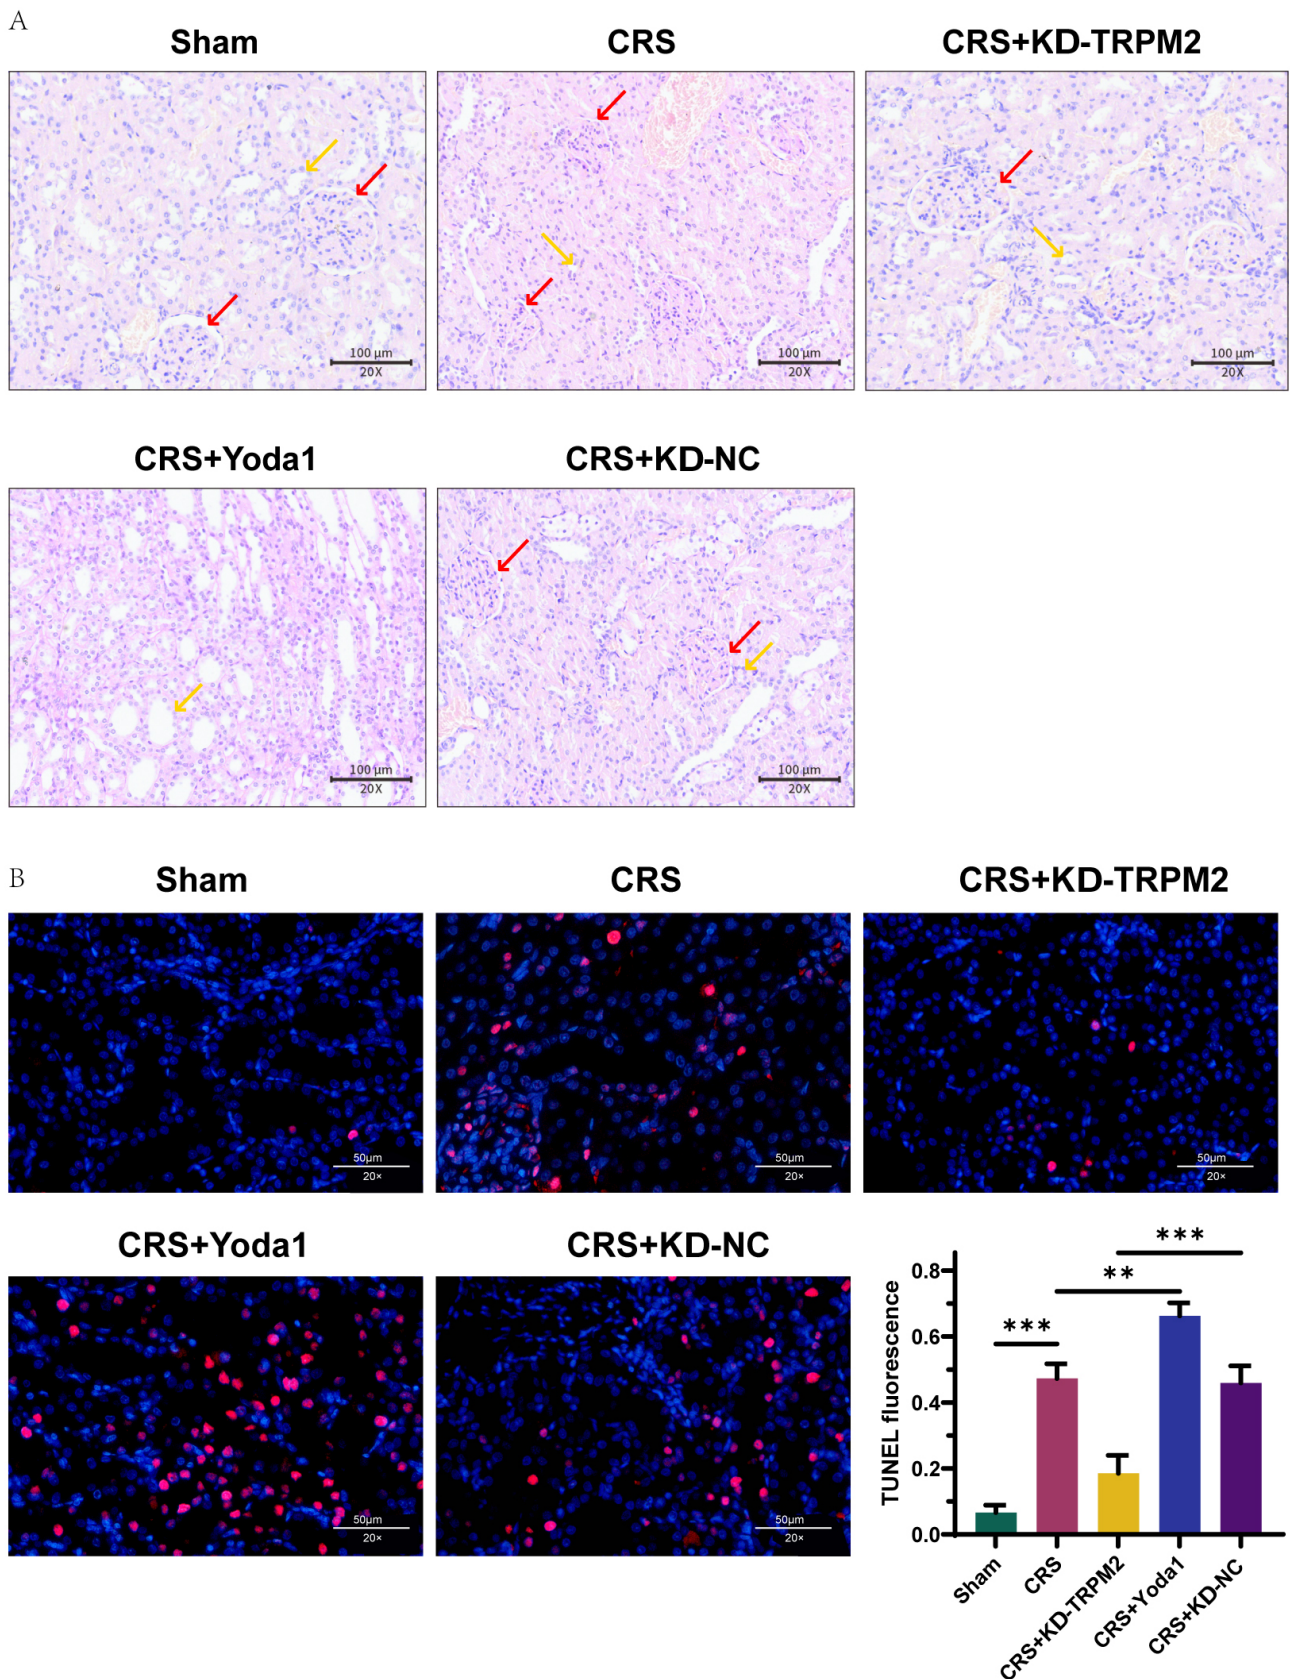 A
Sham
CRS
CRS+KD-TRPM2
100 μm
20X
100 μm
20X
100 μm
20X
CRS+Yoda1
CRS+KD-NC
100 μm
20X
100 μm
20X
B
Sham
CRS
CRS+KD-TRPM2
50μm
20×
50μm
20×
50μm
20×
CRS+Yoda1
CRS+KD-NC
50μm
20×
50μm
20×
***
**
***
TUNEL fluorescence
0.8
0.6
0.4
0.2
0.0
Sham
CRS
CRS+KD-TRPM2
CRS+Yoda1
CRS+KD-NC